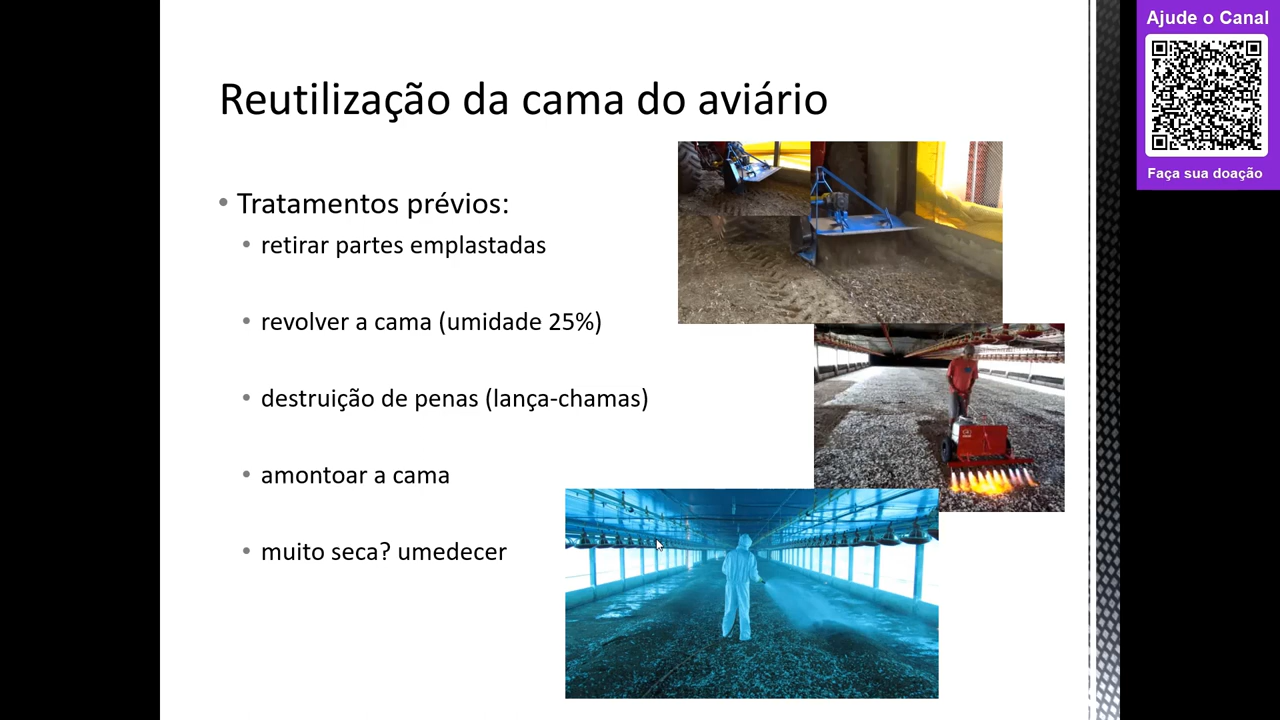 Reutilização da cama do aviário
• Tratamentos prévios:
• retirar partes emplastadas
• revolver a cama (umidade 25%)
• destruição de penas (lança-chamas)
• amontoar a cama
• muito seca? umedecer
Ajude o Canal
Faça sua doação